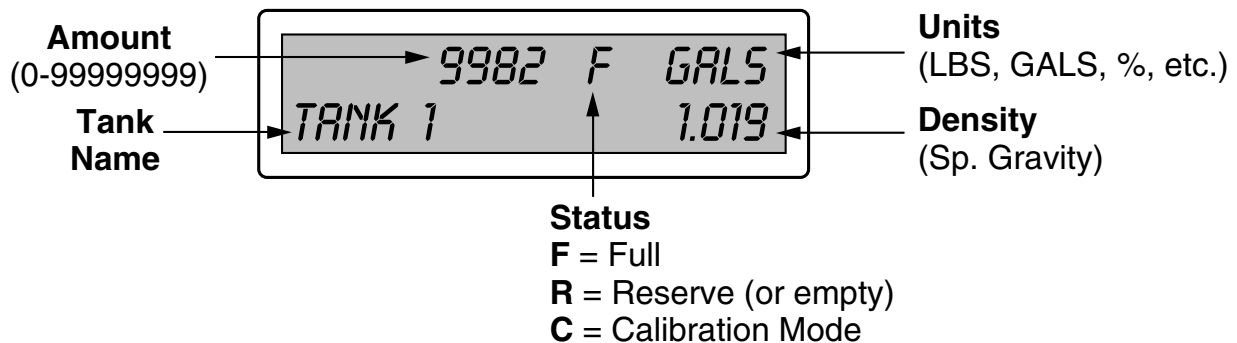 Amount
(0-99999999)
Tank
Name
9982 F GALS
TANK 1 1.019
Units
(LBS, GALS, %, etc.)
Density
(Sp. Gravity)
Status
F = Full
R = Reserve (or empty)
C = Calibration Mode